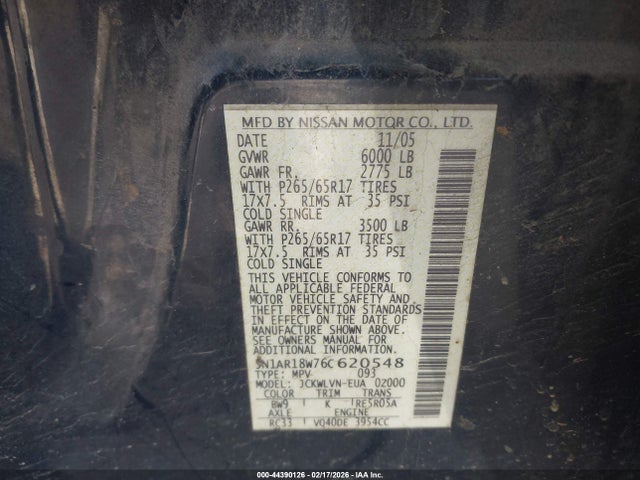 MFD BY NISSAN MOTOR CO., LTD.
DATE 11/05
GVWR 6000 LB
GAWR FR. 2775 LB
WITH P265/65R17 TIRES
17X7.5 RIMS AT 35 PSI
COLD SINGLE
GAWR RR. 3500 LB
WITH P265/65R17 TIRES
17X7.5 RIMS AT 35 PSI
COLD SINGLE
THIS VEHICLE CONFORMS TO
ALL APPLICABLE FEDERAL
MOTOR VEHICLE SAFETY AND
THEFT PREVENTION STANDARDS
IN EFFECT ON THE DATE OF
MANUFACTURE SHOWN ABOVE.
SEE OWNERS MANUAL FOR
ADDITIONAL INFORMATION.
5N1AR18W76C620548
TYPE: MPV 093
MODEL: JCKWLVN-EUA 02000
COLOR TRIM TRANS
BW9 K RE5R05A
AXLE ENGINE
RC33 VQ40DE 3954CC
000-44390126 - 02/17/2026 - IAAI.COM